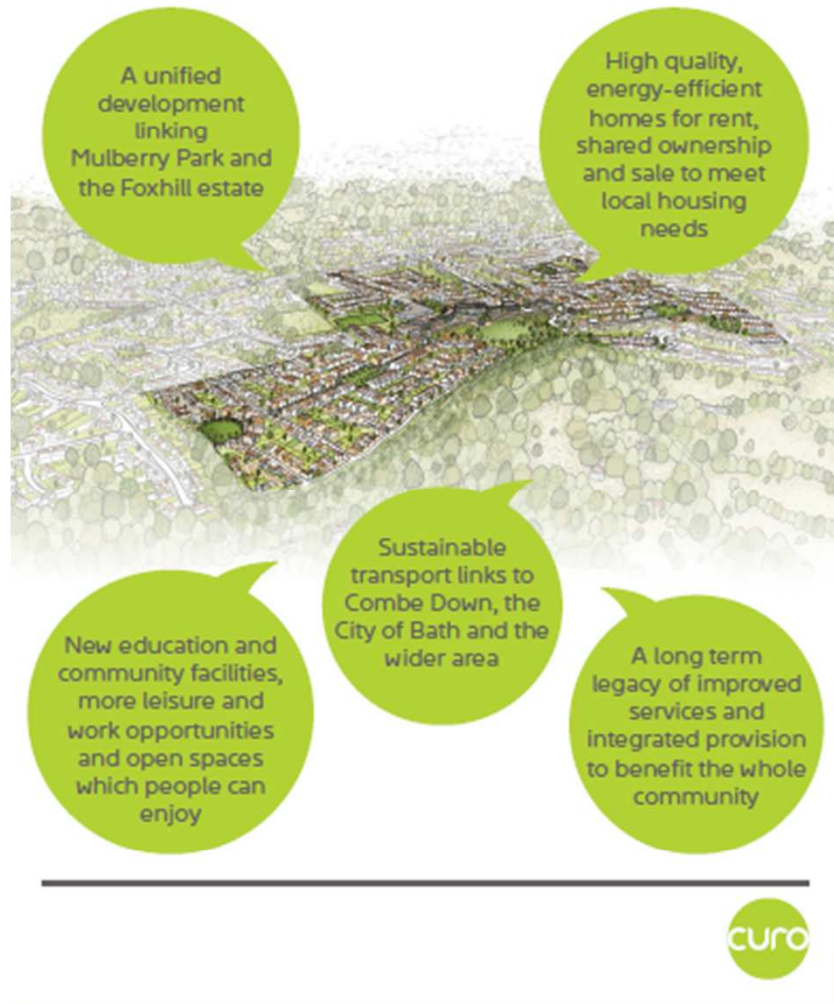 A unified
development
linking
Mulberry Park and
the Foxhill estate
High quality,
energy-efficient
homes for rent,
shared ownership
and sale to meet
local housing
needs
Sustainable
transport links to
Combe Down, the
City of Bath and the
wider area
New education and
community facilities,
more leisure and
work opportunities
and open spaces
which people can
enjoy
A long term
legacy of improved
services and
integrated provision
to benefit the whole
community
curo